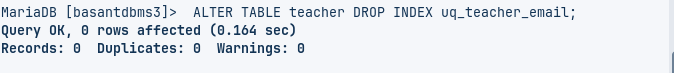 MariaDB [basantdbms3]>  ALTER TABLE teacher DROP INDEX uq_teacher_email;
Query OK, 0 rows affected (0.164 sec)
Records: 0  Duplicates: 0  Warnings: 0